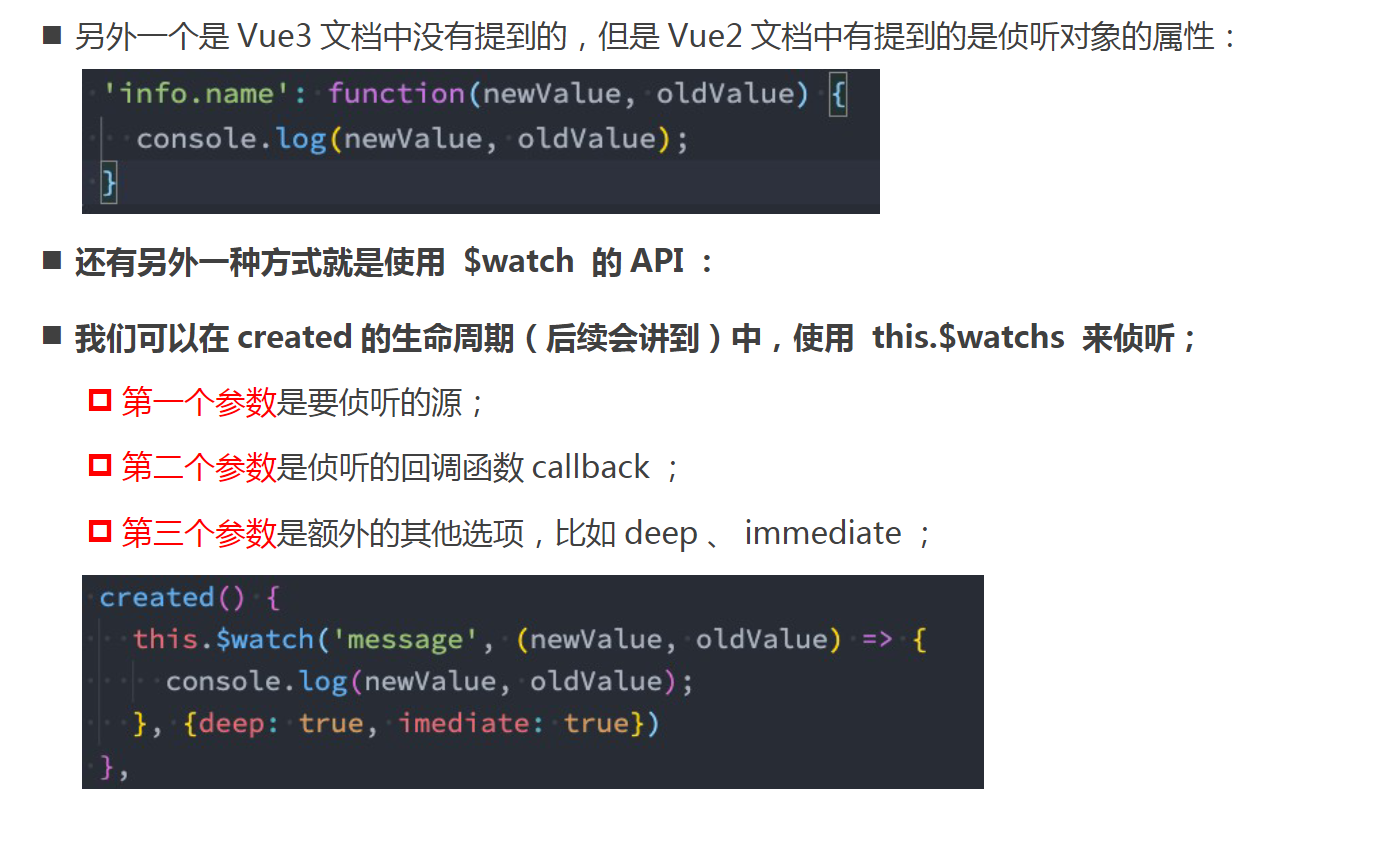 另外一个是 Vue3 文档中没有提到的，但是 Vue2 文档中有提到的是侦听对象的属性：
'info.name': function(newValue, oldValue) {
console.log(newValue, oldValue);
}
还有另外一种方式就是使用 $watch 的 API ：
我们可以在 created 的生命周期（后续会讲到）中，使用 this.$watchs 来侦听；
第一个参数是要侦听的源；
第二个参数是侦听的回调函数 callback ；
第三个参数是额外的其他选项，比如 deep 、 immediate ；
created() {
this.$watch('message', (newValue, oldValue) => {
console.log(newValue, oldValue);
}, {deep: true, imediate: true})
},